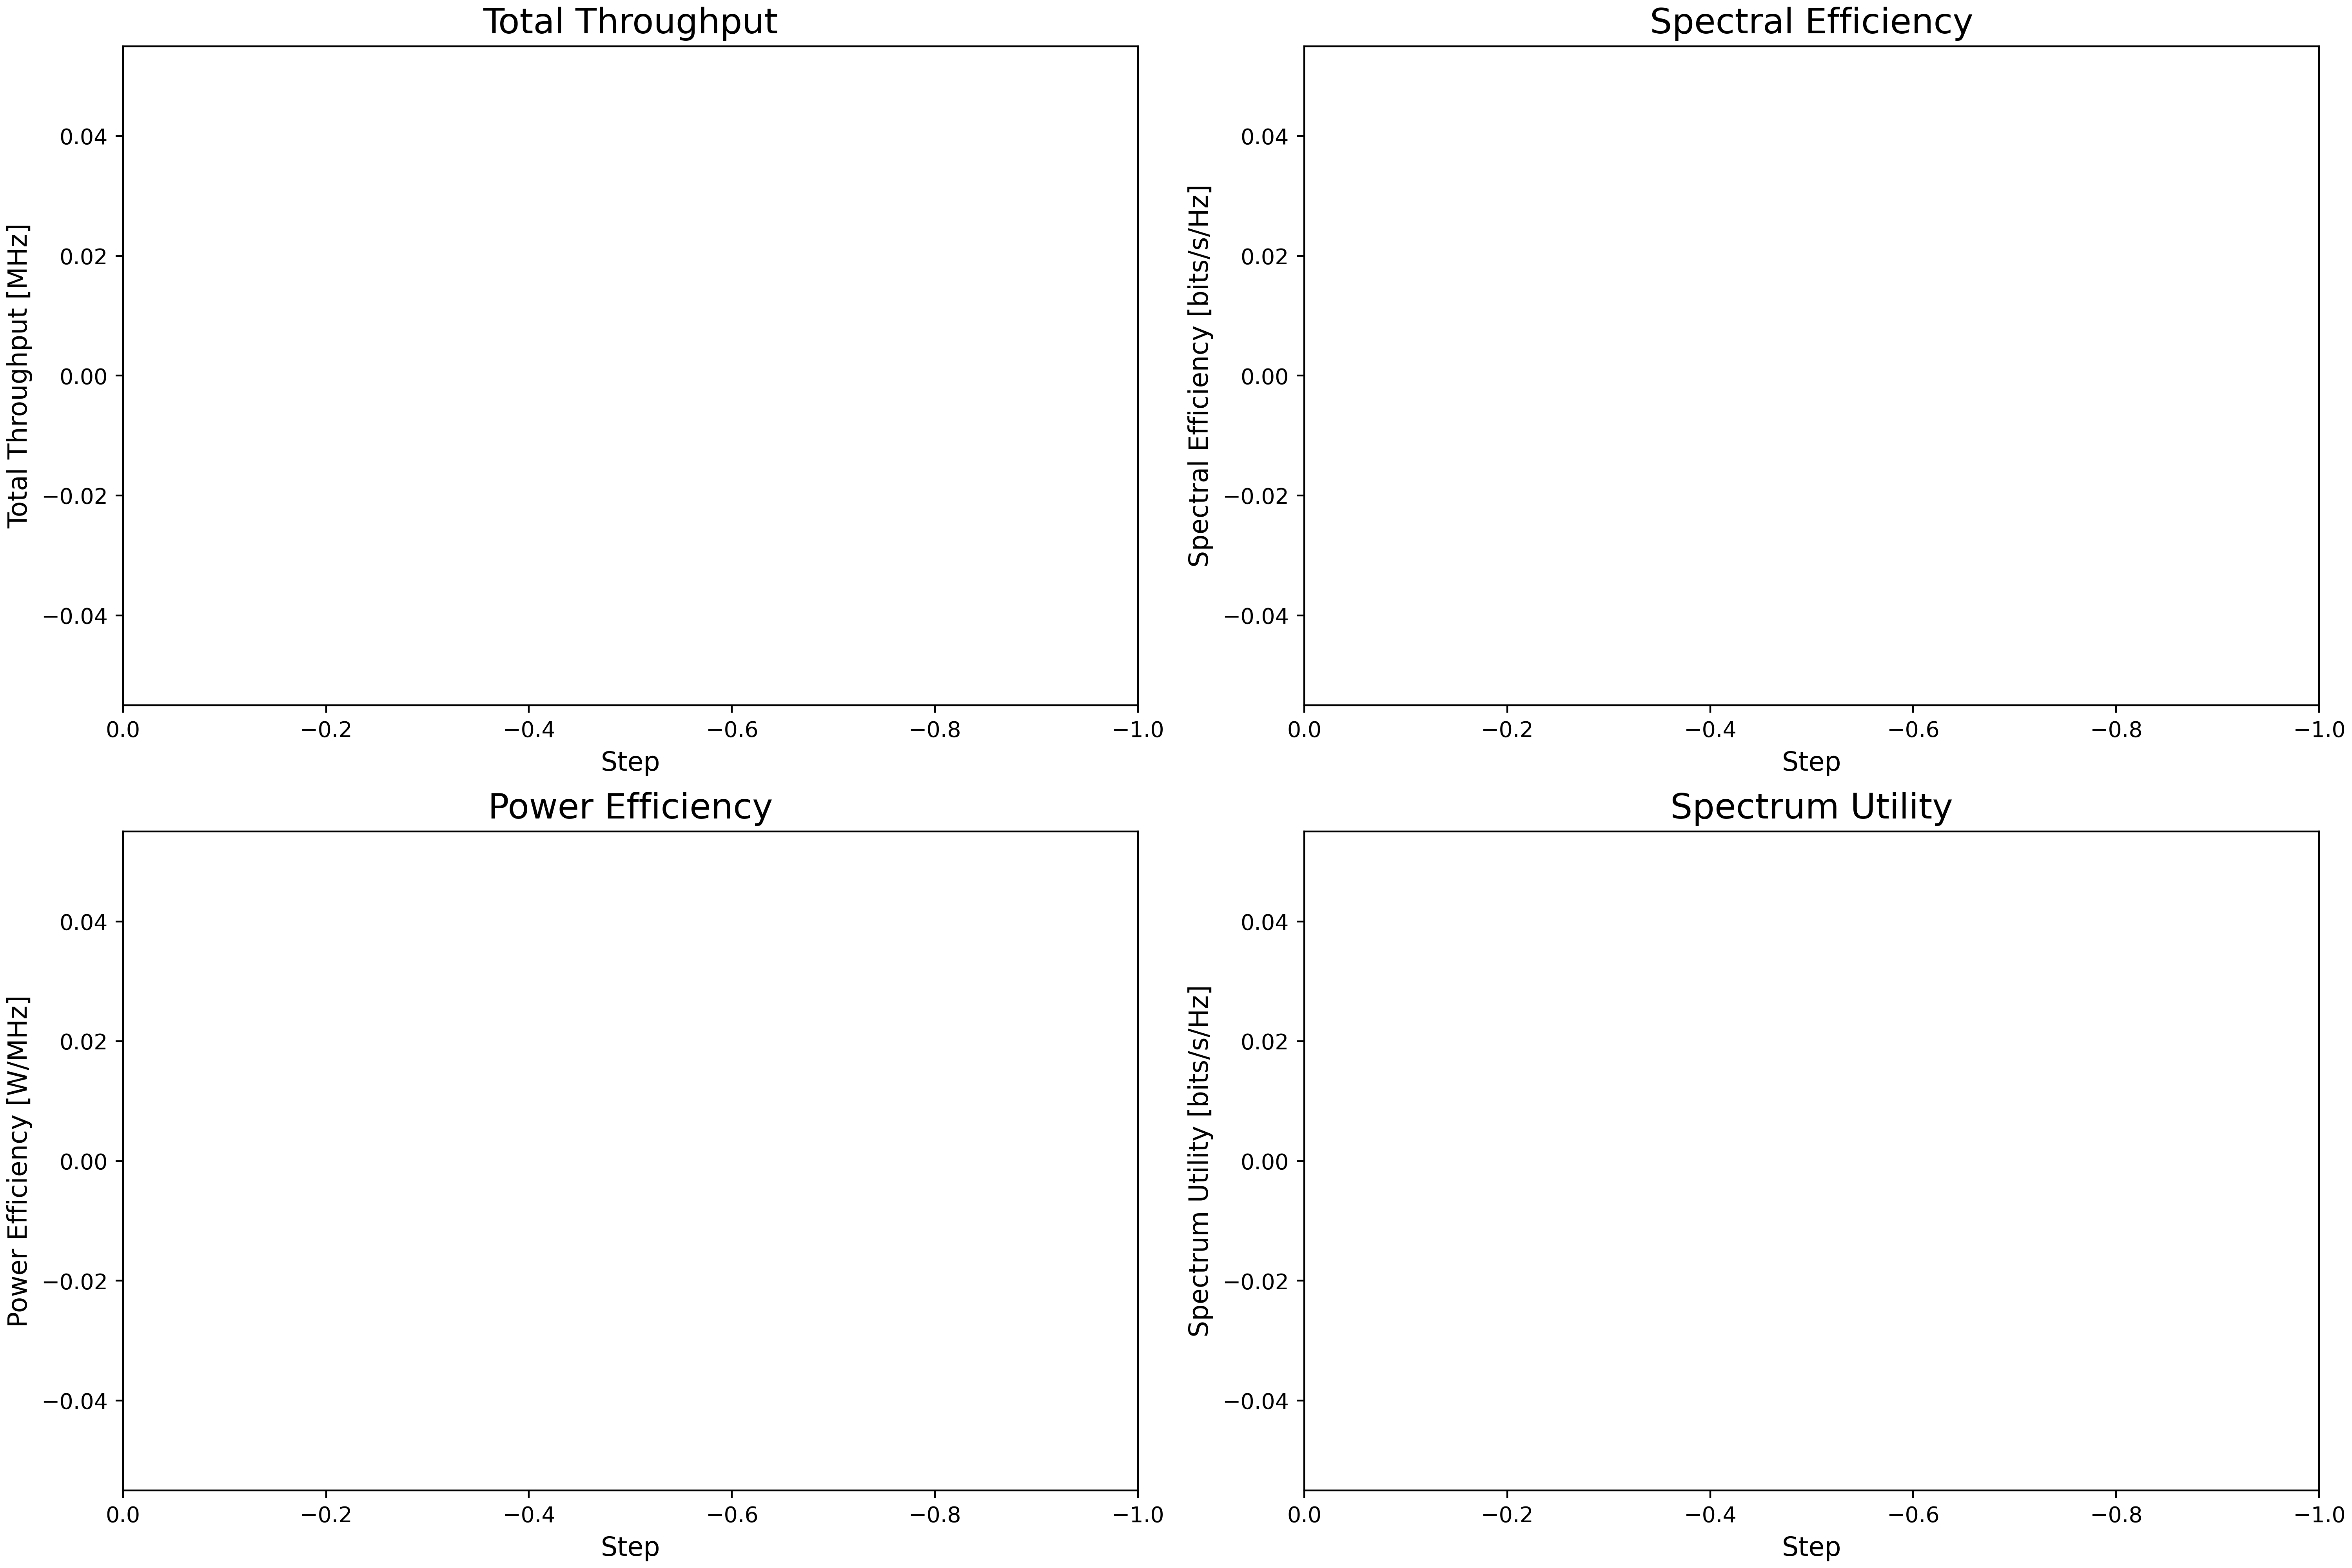 Total Throughput
Total Throughput [MHz]
0.04
0.02
0.00
−0.02
−0.04
0.0 −0.2 −0.4 −0.6 −0.8 −1.0
Step
Spectral Efficiency
Spectral Efficiency [bits/s/Hz]
0.04
0.02
0.00
−0.02
−0.04
0.0 −0.2 −0.4 −0.6 −0.8 −1.0
Step
Power Efficiency
Power Efficiency [W/MHz]
0.04
0.02
0.00
−0.02
−0.04
0.0 −0.2 −0.4 −0.6 −0.8 −1.0
Step
Spectrum Utility
Spectrum Utility [bits/s/Hz]
0.04
0.02
0.00
−0.02
−0.04
0.0 −0.2 −0.4 −0.6 −0.8 −1.0
Step